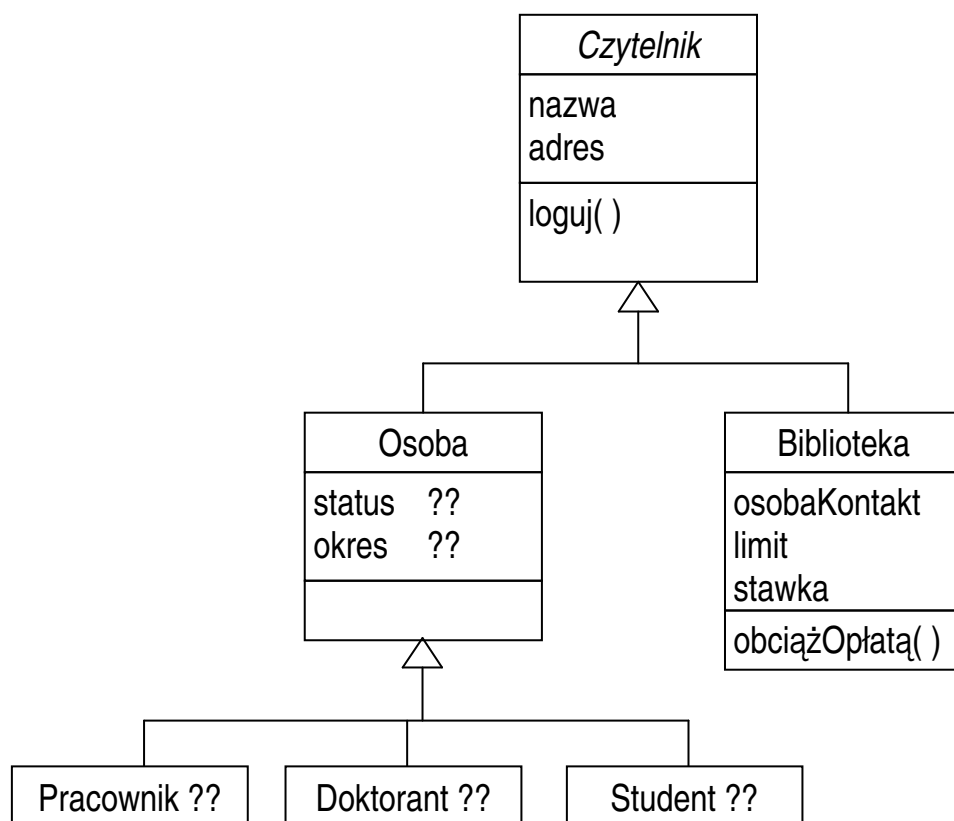 Czytelnik
nazwa
adres
loguj( )
Osoba
status ??
okres ??
Biblioteka
osobaKontakt
limit
stawka
obciążOpłatą( )
Pracownik ??
Doktorant ??
Student ??